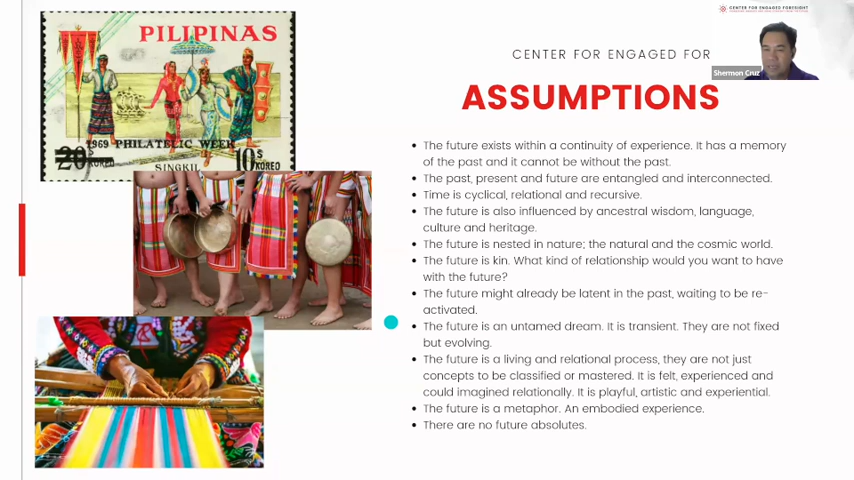 PILIPINAS
1969 PHILATELIC WEEK
20s
KOREO
10s
KOREO
SINGKIL
CENTER FOR ENGAGED FORESIGHT
CENTER FOR ENGAGED FOR
Shermon Cruz
ASSUMPTIONS
The future exists within a continuity of experience. It has a memory
of the past and it cannot be without the past.
The past, present and future are entangled and interconnected.
Time is cyclical, relational and recursive.
The future is also influenced by ancestral wisdom, language,
culture and heritage.
The future is nested in nature; the natural and the cosmic world.
The future is kin. What kind of relationship would you want to have
with the future?
The future might already be latent in the past, waiting to be re-
activated.
The future is an untamed dream. It is transient. They are not fixed
but evolving.
The future is a living and relational process, they are not just
concepts to be classified or mastered. It is felt, experienced and
could imagined relationally. It is playful, artistic and experiential.
The future is a metaphor. An embodied experience.
There are no future absolutes.